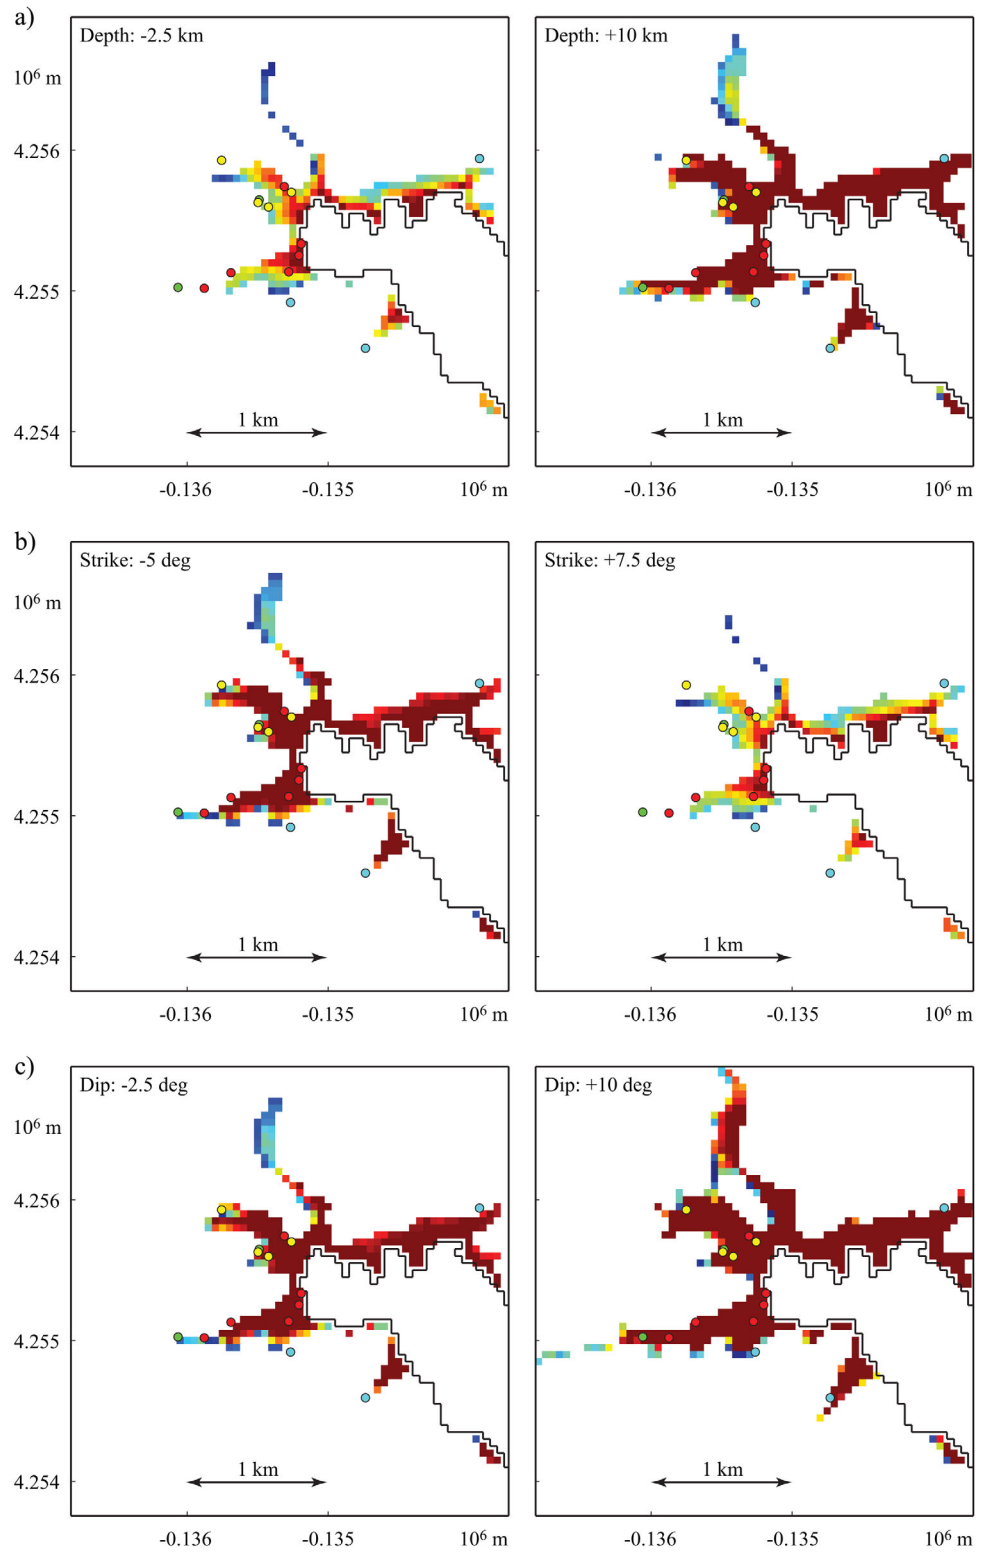 a)
Depth: -2.5 km
Depth: +10 km
10⁶ m
4.256
4.255
4.254
1 km
1 km
-0.136
-0.135
10⁶ m
-0.136
-0.135
10⁶ m
b)
Strike: -5 deg
Strike: +7.5 deg
10⁶ m
4.256
4.255
4.254
1 km
1 km
-0.136
-0.135
10⁶ m
-0.136
-0.135
10⁶ m
c)
Dip: -2.5 deg
Dip: +10 deg
10⁶ m
4.256
4.255
4.254
1 km
1 km
-0.136
-0.135
10⁶ m
-0.136
-0.135
10⁶ m